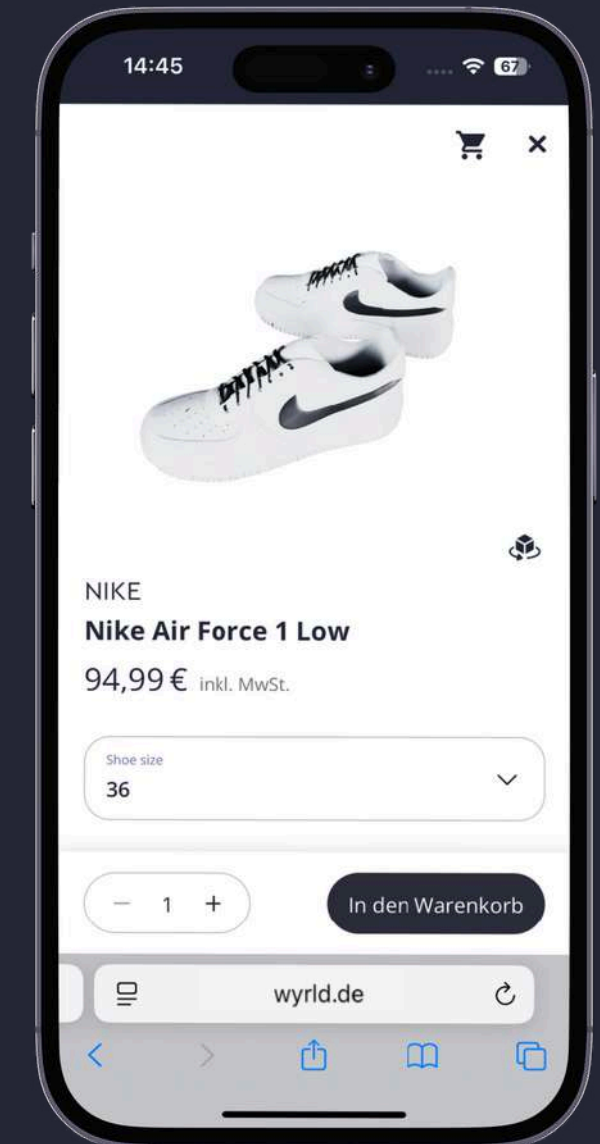 14:45
67
NIKE
Nike Air Force 1 Low
94,99 € inkl. MwSt.
Shoe size
36
1
In den Warenkorb
wyrld.de